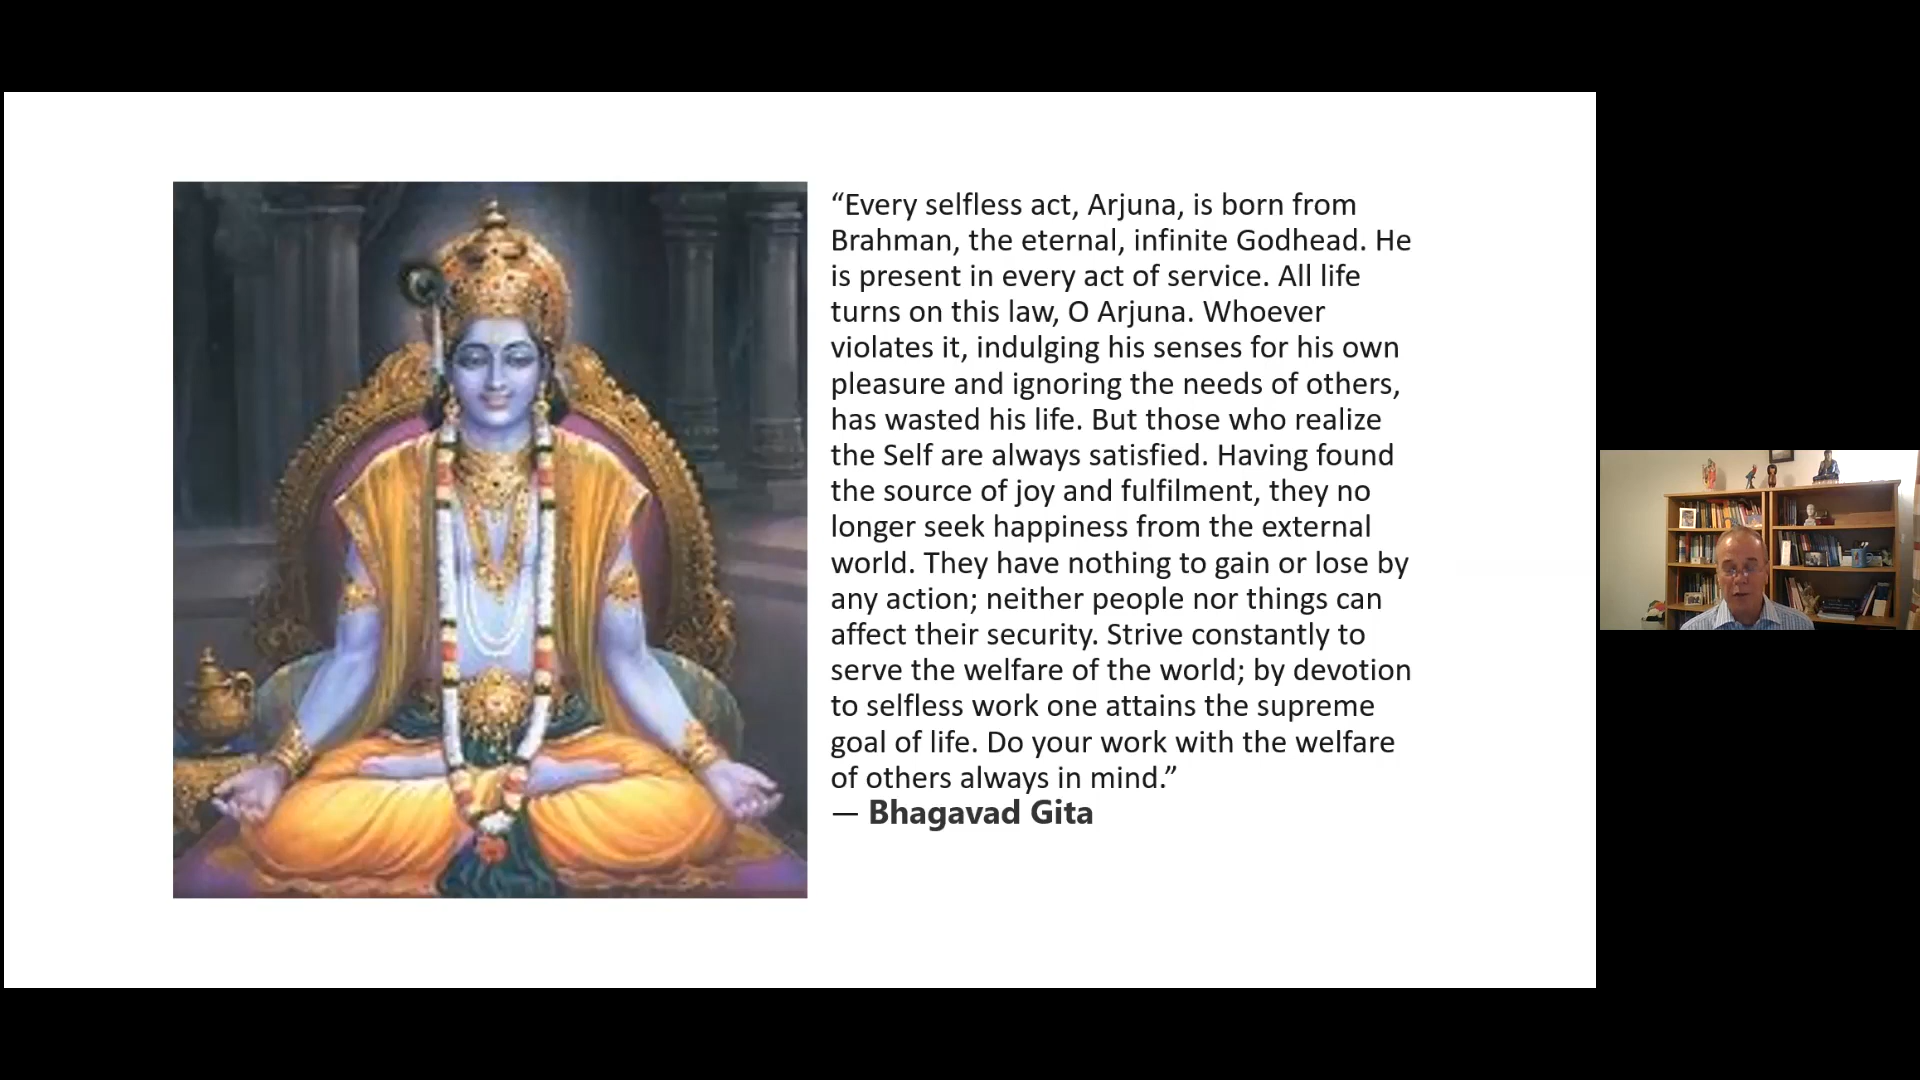 “Every selfless act, Arjuna, is born from
Brahman, the eternal, infinite Godhead. He
is present in every act of service. All life
turns on this law, O Arjuna. Whoever
violates it, indulging his senses for his own
pleasure and ignoring the needs of others,
has wasted his life. But those who realize
the Self are always satisfied. Having found
the source of joy and fulfilment, they no
longer seek happiness from the external
world. They have nothing to gain or lose by
any action; neither people nor things can
affect their security. Strive constantly to
serve the welfare of the world; by devotion
to selfless work one attains the supreme
goal of life. Do your work with the welfare
of others always in mind.”
— Bhagavad Gita